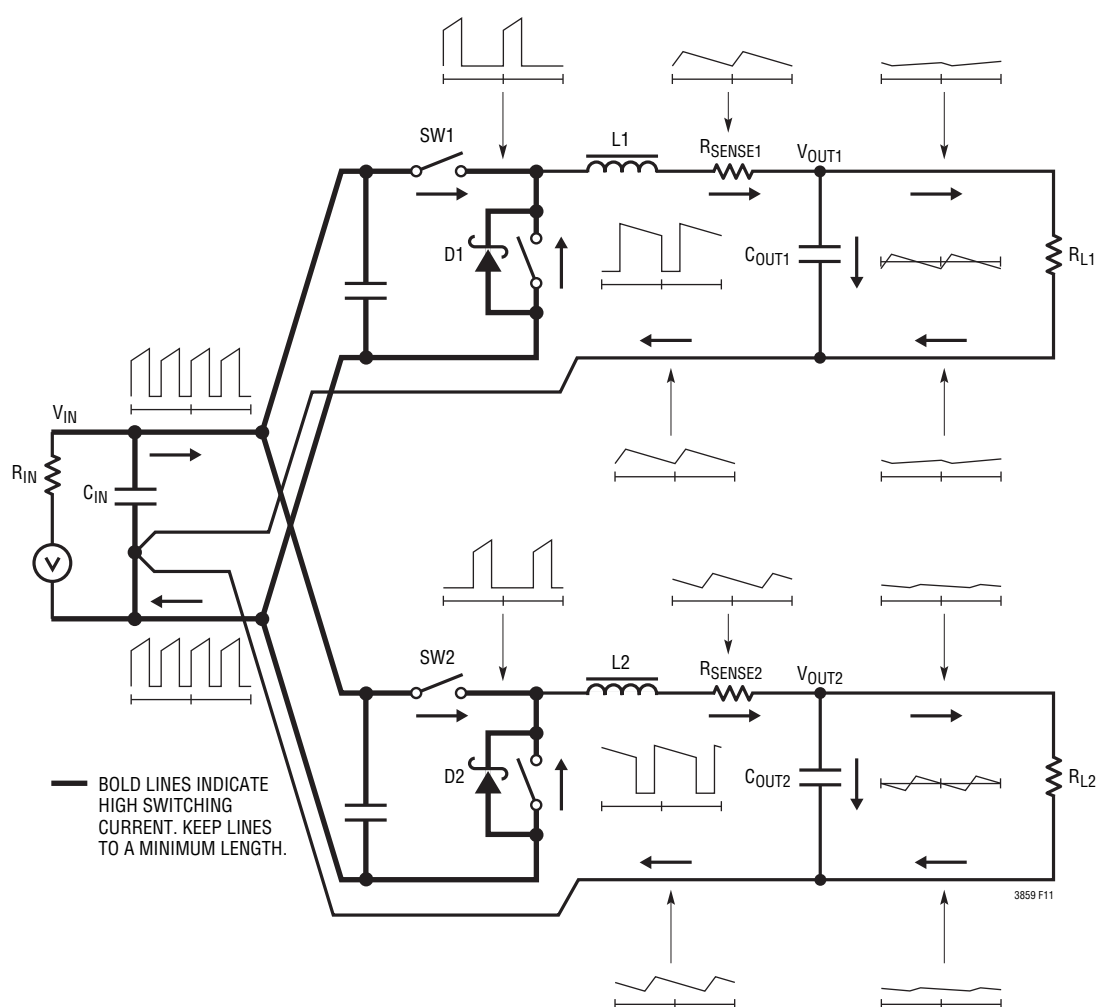 SW1
L1
RSENSE1
VOUT1
D1
COUT1
RL1
VIN
RIN
CIN
V
SW2
L2
RSENSE2
VOUT2
D2
COUT2
RL2
BOLD LINES INDICATE
HIGH SWITCHING
CURRENT. KEEP LINES
TO A MINIMUM LENGTH.
3859 F11